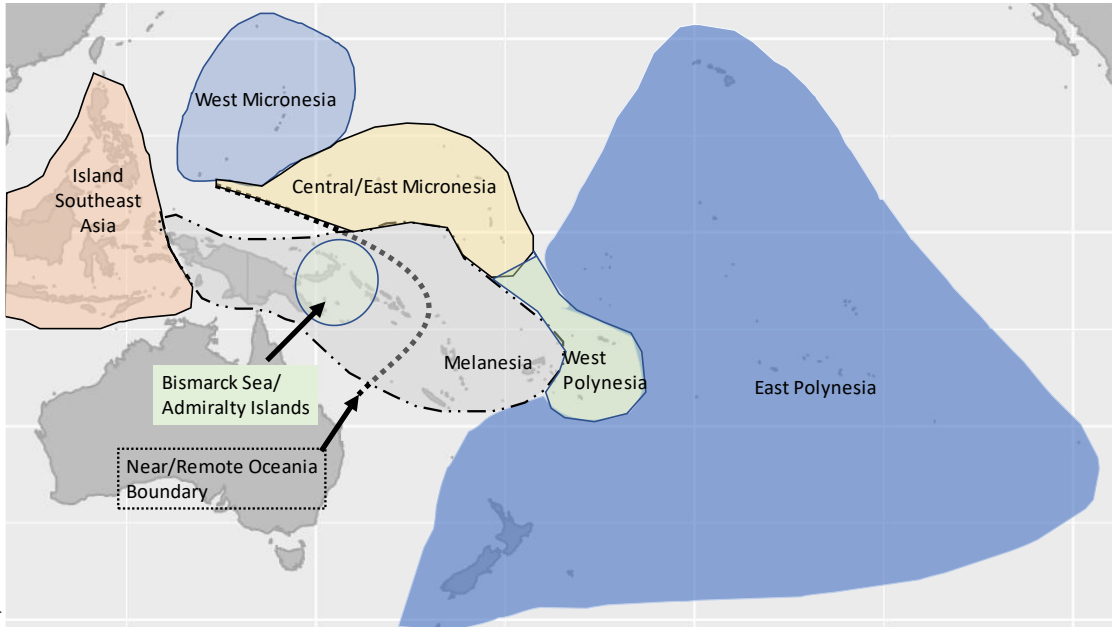 West Micronesia
Island
Southeast
Asia
Central/East Micronesia
Melanesia
West
Polynesia
East Polynesia
Bismarck Sea/
Admiralty Islands
Near/Remote Oceania
Boundary